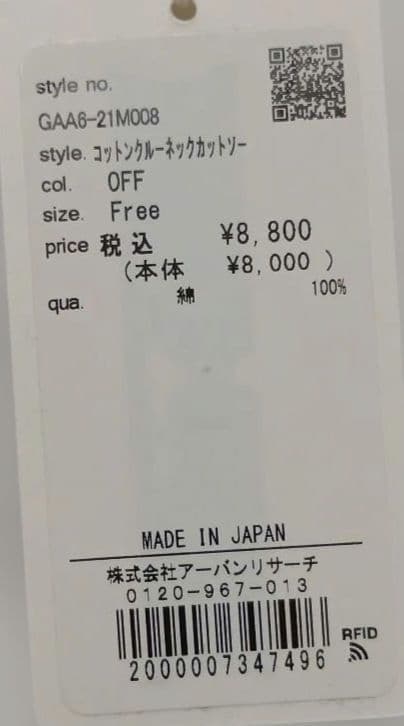 style no.
GAA6-21M008
style. ｺｯﾄﾝｸﾙｰﾈｯｸｶｯﾄｿｰ
col. OFF
size. Free
price 税込 ¥8,800
(本体 ¥8,000 )
qua. 綿 100%
MADE IN JAPAN
株式会社アーバンリサーチ
0120-967-013
RFID
2000007347496